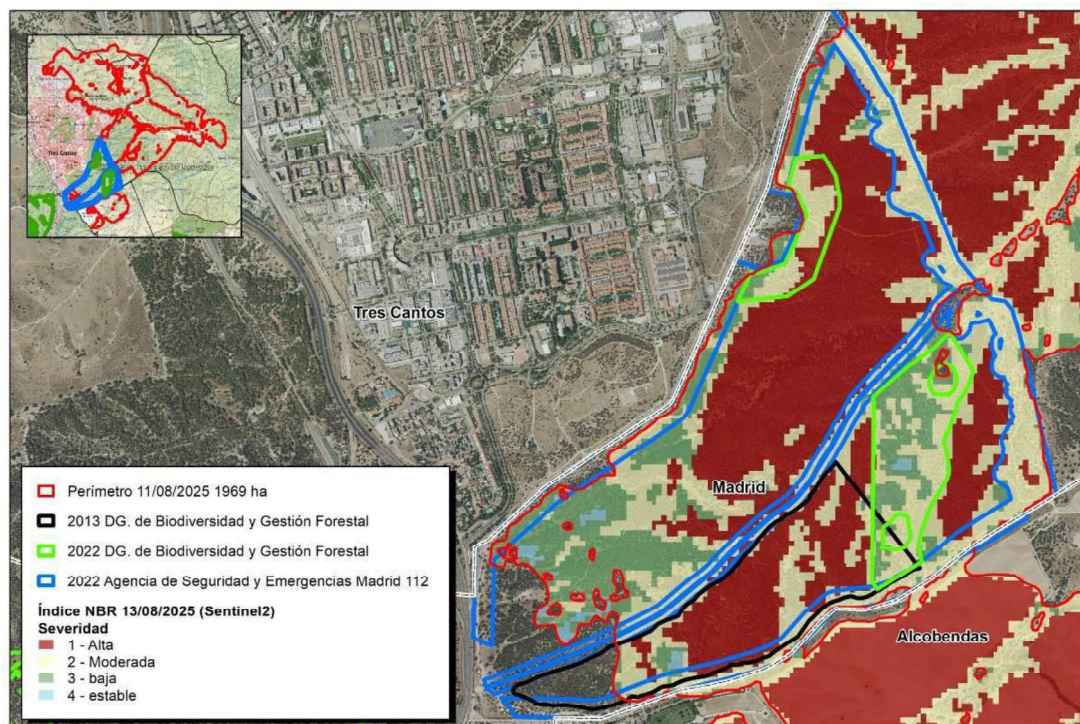 Tres Cantos
Tres Cantos
Madrid
Alcobendas
Perímetro 11/08/2025 1969 ha
2013 DG. de Biodiversidad y Gestión Forestal
2022 DG. de Biodiversidad y Gestión Forestal
2022 Agencia de Seguridad y Emergencias Madrid 112
Índice NBR 13/08/2025 (Sentinel2)
Severidad
1 - Alta
2 - Moderada
3 - baja
4 - estable